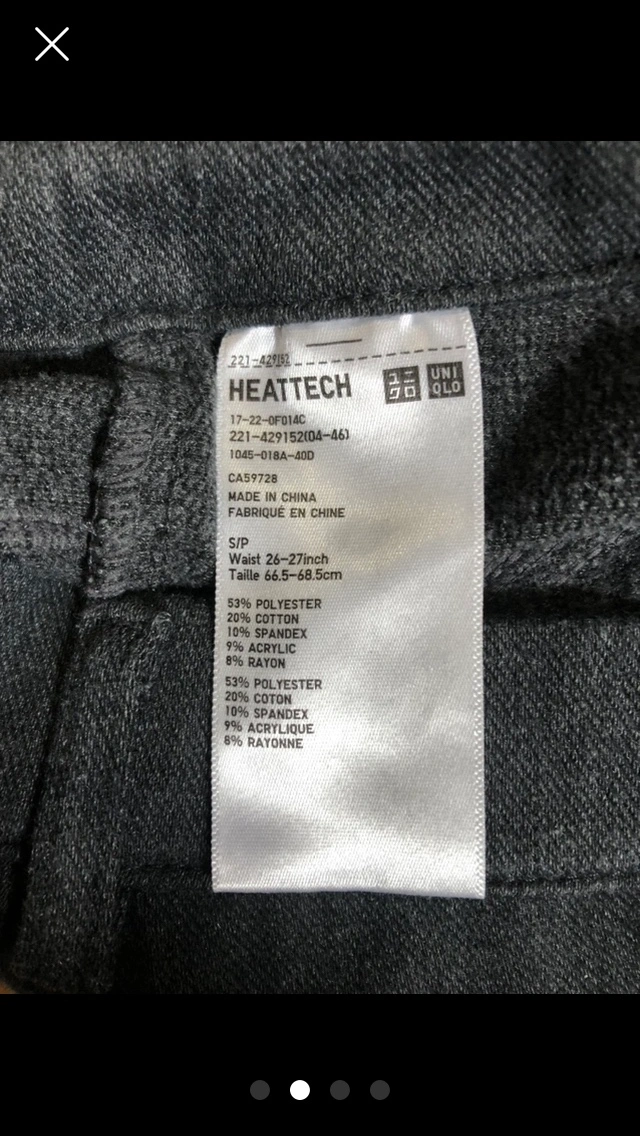 221-429152
HEATTECH
ユニ
クロ
UNI
QLO
17-22-0F014C
221-429152(04-46)
1045-018A-40D
CA59728
MADE IN CHINA
FABRIQUÉ EN CHINE
S/P
Waist 26-27inch
Taille 66.5-68.5cm
53% POLYESTER
20% COTTON
10% SPANDEX
9% ACRYLIC
8% RAYON
53% POLYESTER
20% COTON
10% SPANDEX
9% ACRYLIQUE
8% RAYONNE